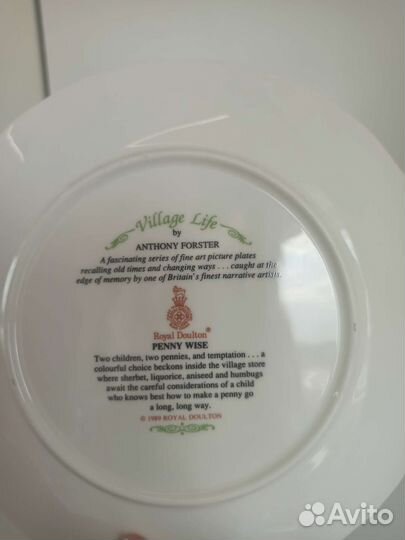 Village Life
by
ANTHONY FORSTER
A fascinating series of fine art picture plates
recalling old times and changing ways . . . caught at the
edge of memory by one of Britain's finest narrative artists.
Royal Doulton®
PENNY WISE
Two children, two pennies, and temptation . . . a
colourful choice beckons inside the village store
where sherbet, liquorice, aniseed and humbugs
await the careful considerations of a child
who knows best how to make a penny go
a long, long way.
© 1989 ROYAL DOULTON
Avito